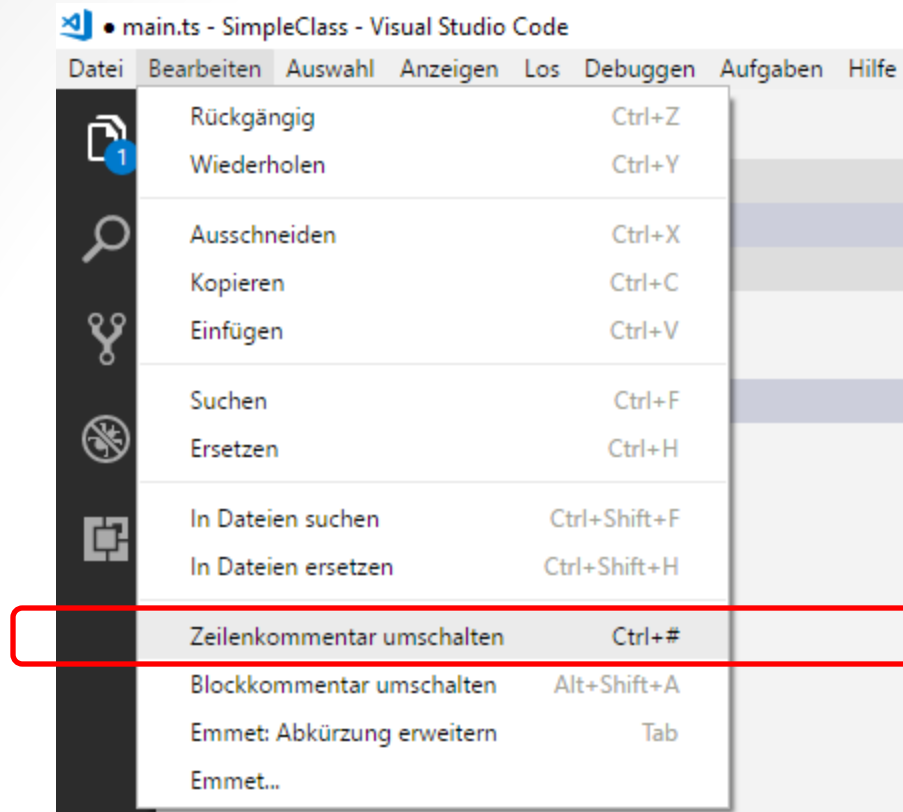 ● main.ts - SimpleClass - Visual Studio Code
Datei Bearbeiten Auswahl Anzeigen Los Debuggen Aufgaben Hilfe
1
Rückgängig Ctrl+Z
Wiederholen Ctrl+Y
Ausschneiden Ctrl+X
Kopieren Ctrl+C
Einfügen Ctrl+V
Suchen Ctrl+F
Ersetzen Ctrl+H
In Dateien suchen Ctrl+Shift+F
In Dateien ersetzen Ctrl+Shift+H
Zeilenkommentar umschalten Ctrl+#
Blockkommentar umschalten Alt+Shift+A
Emmet: Abkürzung erweitern Tab
Emmet...